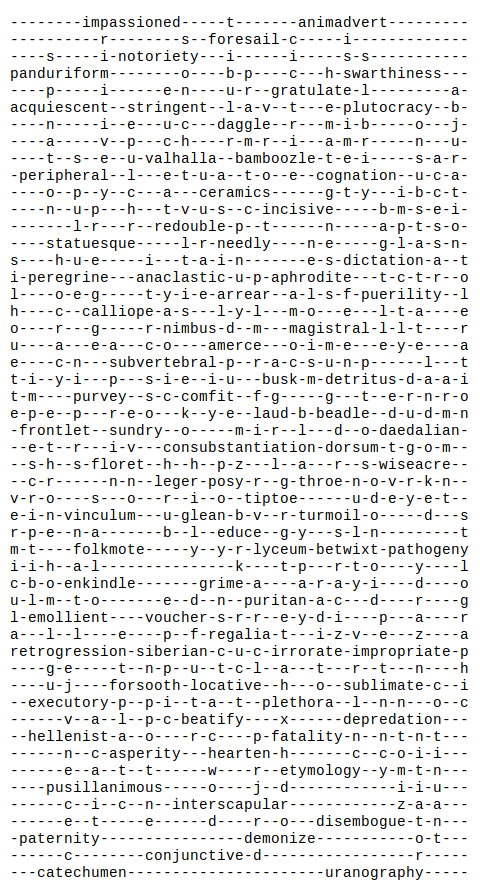 --------impassioned-----t-------animadvert---------
----------r--------s--foresail-c-----i-------------
----s-----i-notoriety---i------i-----s-s-----------
panduriform--------o----b-p----c---h-swarthiness---
----p-----i------e-n----u-r--gratulate-l---------a-
acquiescent--stringent--l-a-v--t---e-plutocracy--b-
----n-----i--e---u-c---daggle--r---m-i-b-----o---j-
----a-----v--p---c-h----r-m-r--i---a-m-r-----n---u-
----t--s--e--u-valhalla--bamboozle-t-e-i-----s-a-r-
-peripheral--l---e-t-u-a--t-o--e--cognation--u-c-a-
----o--p--y--c---a---ceramics------g-t-y---i-b-c-t-
----n--u-p---h---t-v-u-s--c-incisive-----b-m-s-e-i-
-------l-r---r--redouble-p--t------n-----a-p-t-s-o-
----statuesque-----l-r-needly----n-e-----g-l-a-s-n-
s----h-u-e-----i---t-a-i-n-------e-s-dictation-a--t
i-peregrine---anaclastic-u-p-aphrodite---t-c-t-r--o
l----o-e-g-----t-y-i-e-arrear--a-l-s-f-puerility--l
h----c--calliope-a-s---l-y-l---m-o---e---l-t-a----e
o----r--g-----r-nimbus-d--m---magistral-l-l-t----r
u----a---e-a---c-o----amerce---o-i-m-e---e-y-e----a
e----c-n---subvertebral-p--r-a-c-s-u-n-p------l---t
t-i--y-i---p---s-i-e--i-u---busk-m-detritus-d-a-a-i
t-m----purvey--s-c-comfit--f-g-----g---t--e-r-n-r-o
e-p-e--p---r-e-o---k--y-e--laud-b-beadle--d-u-d-m-n
-frontlet--sundry--o-----m-i-r--l---d--o-daedalian-
--e-t--r---i-v---consubstantiation-dorsum-t-g-o-m--
--s-h--s-floret--h--h--p-z---l--a---r--s-wiseacre--
--c-r------n-n--leger-posy-r--g-throe-n-o-v-r-k-n--
v-r-o----s---o---r--i--o--tiptoe------u-d-e-y-e-t--
e-i-n-vinculum---u-glean-b-v--r-turmoil-o-----d---s
r-p-e--n-a-------b--l--educe--g-y---s-l-n---------t
m-t----folkmote-----y--y-r-lyceum-betwixt-pathogeny
i-i-h--a-l---------------k----t-p---r-t-o----y----l
c-b-o-enkindle-------grime-a----a-r-a-y-i----d----o
u-l-m--t-o-------e--d--n--puritan-a-c---d----r----g
l-emollient----voucher-s-r--r---e-y-d-i----p---a----r
a---l--l----e----p--f-regalia-t---i-z-v--e---z----a
retrogression-siberian-c-u-c-irrorate-impropriate-p
----g-e-----t--n-p--u--t-c-l--a---t---r--t---n----h
----u-j----forsooth-locative--h---o--sublimate-c--i
--executory-p--p-i--t-a--t--plethora--l--n---o--c
------v--a--l--p-c-beatify----x------depredation---
--hellenist-a--o----r-c----p-fatality--n--n-t-n-t---
------n--c-asperity---hearten-h-------c--c-o-i-i---
------e--a--t--t------w----r--etymology--y-m-t-n---
----pusillanimous-----o----j--d------------i-i-u---
------c--i--c--n--interscapular------------z-a-a---
------e--t-----e------d----r--o---disembogue-t-n---
-paternity----------------demonize-----------o-t---
------c--------conjunctive-d-----------------r-----
---catechumen----------------------uranography-----